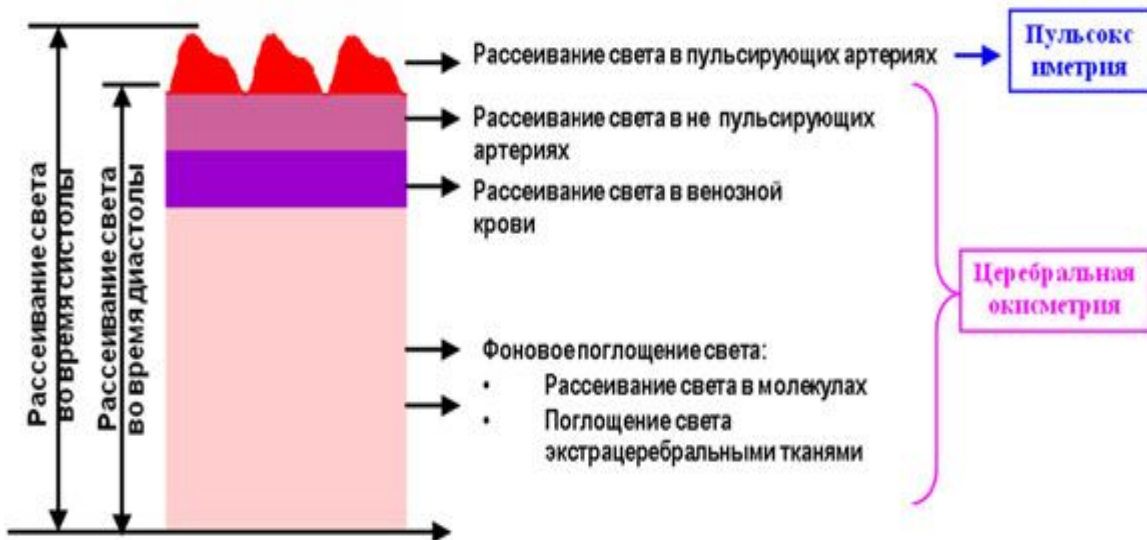 Рассеивание света
во время систолы
Рассеивание света
во время диастолы
Рассеивание света в пульсирующих артериях
Пульсокс
иметрия
Рассеивание света в не пульсирующих
артериях
Рассеивание света в венозной
крови
Церебральная
окисметрия
Фоновое поглощение света:
• Рассеивание света в молекулах
• Поглощение света
экстрацеребральными тканями